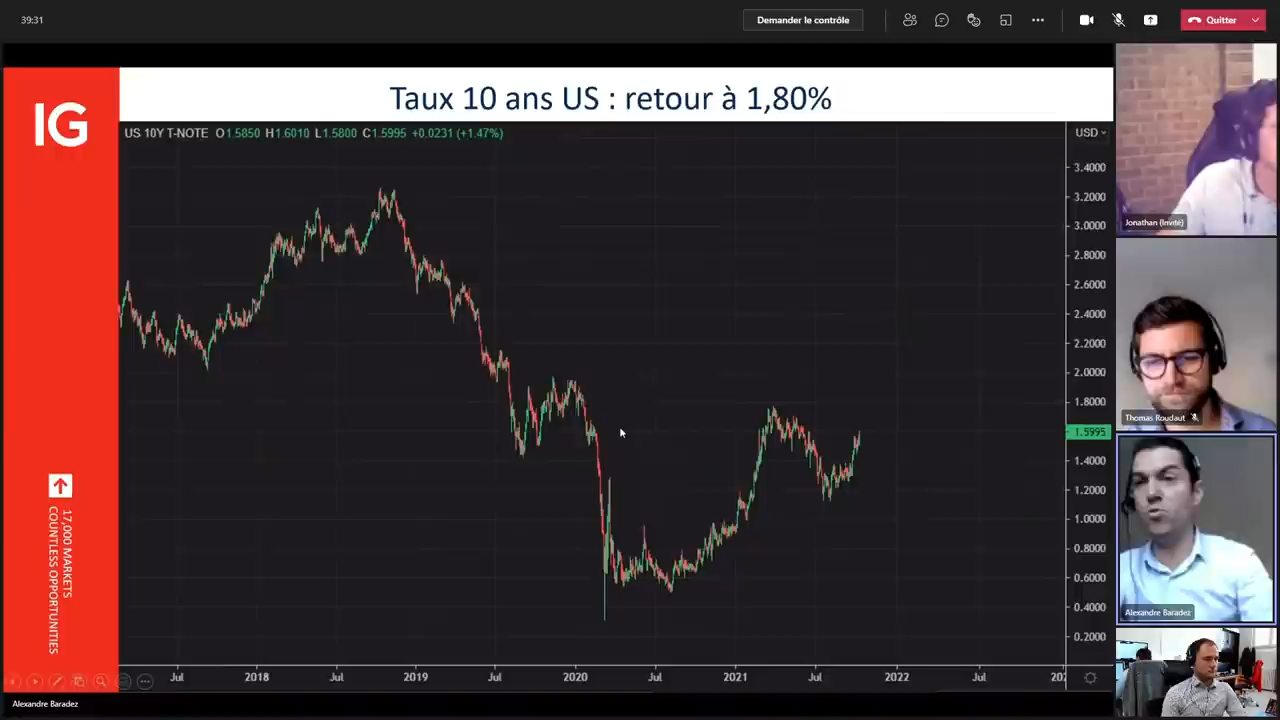 39:31
Demander le contrôle
Quitter
IG
Taux 10 ans US : retour à 1,80%
US 10Y T-NOTE O1.5850 H1.6010 L1.5800 C1.5995 +0.0231 (+1.47%)
USD
3.4000
3.2000
3.0000
2.8000
2.6000
2.4000
2.2000
2.0000
1.8000
1.5995
1.4000
1.2000
1.0000
0.8000
0.6000
0.4000
0.2000
Jul
2018
Jul
2019
Jul
2020
Jul
2021
Jul
2022
Jul
17,000 MARKETS
COUNTLESS OPPORTUNITIES
Jonathan (Invité)
Thomas Roudaut
Alexandre Baradez
Alexandre Baradez